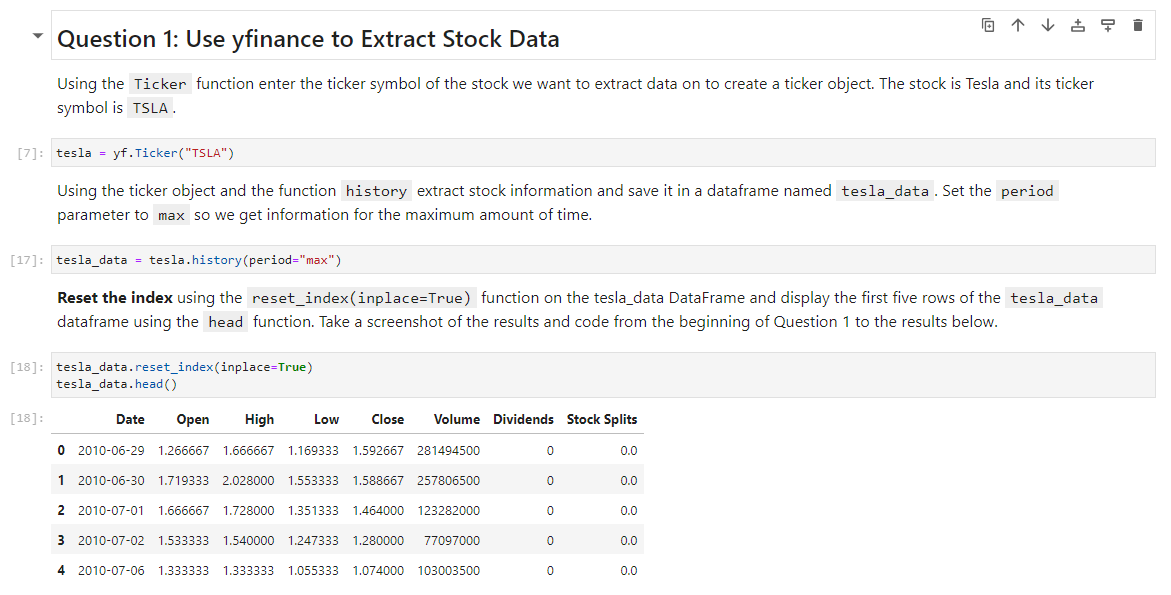 Question 1: Use yfinance to Extract Stock Data
Using the Ticker function enter the ticker symbol of the stock we want to extract data on to create a ticker object. The stock is Tesla and its ticker
symbol is TSLA.
[7]: tesla = yf.Ticker("TSLA")
Using the ticker object and the function history extract stock information and save it in a dataframe named tesla_data. Set the period
parameter to max so we get information for the maximum amount of time.
[17]: tesla_data = tesla.history(period="max")
Reset the index using the reset_index(inplace=True) function on the tesla_data DataFrame and display the first five rows of the tesla_data
dataframe using the head function. Take a screenshot of the results and code from the beginning of Question 1 to the results below.
[18]: tesla_data.reset_index(inplace=True)
tesla_data.head()
[18]: Date Open High Low Close Volume Dividends Stock Splits
0 2010-06-29 1.266667 1.666667 1.169333 1.592667 281494500 0 0.0
1 2010-06-30 1.719333 2.028000 1.553333 1.588667 257806500 0 0.0
2 2010-07-01 1.666667 1.728000 1.351333 1.464000 123282000 0 0.0
3 2010-07-02 1.533333 1.540000 1.247333 1.280000 77097000 0 0.0
4 2010-07-06 1.333333 1.333333 1.055333 1.074000 103003500 0 0.0